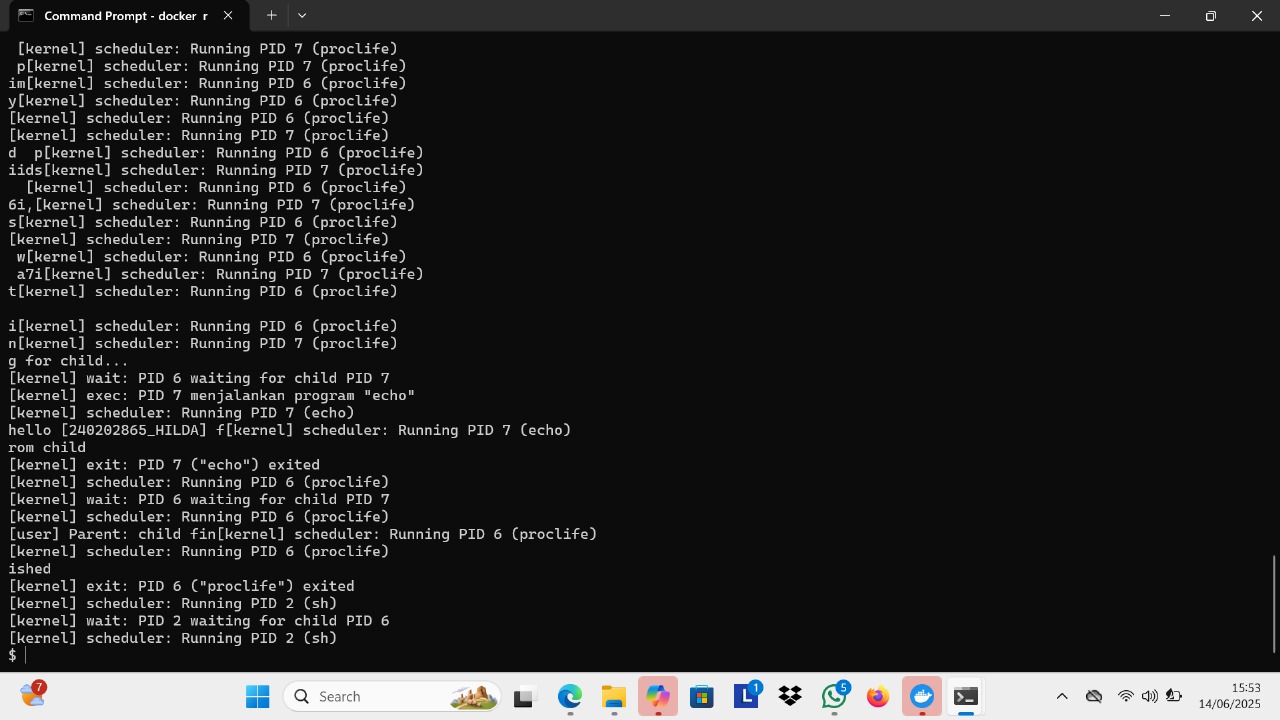 Command Prompt - docker r
[kernel] scheduler: Running PID 7 (proclife)
p[kernel] scheduler: Running PID 7 (proclife)
im[kernel] scheduler: Running PID 6 (proclife)
y[kernel] scheduler: Running PID 6 (proclife)
[kernel] scheduler: Running PID 6 (proclife)
[kernel] scheduler: Running PID 7 (proclife)
d  p[kernel] scheduler: Running PID 6 (proclife)
iids[kernel] scheduler: Running PID 7 (proclife)
[kernel] scheduler: Running PID 6 (proclife)
6i,[kernel] scheduler: Running PID 7 (proclife)
s[kernel] scheduler: Running PID 6 (proclife)
[kernel] scheduler: Running PID 7 (proclife)
w[kernel] scheduler: Running PID 6 (proclife)
a7i[kernel] scheduler: Running PID 7 (proclife)
t[kernel] scheduler: Running PID 6 (proclife)
i[kernel] scheduler: Running PID 6 (proclife)
n[kernel] scheduler: Running PID 7 (proclife)
g for child...
[kernel] wait: PID 6 waiting for child PID 7
[kernel] exec: PID 7 menjalankan program "echo"
[kernel] scheduler: Running PID 7 (echo)
hello [240202865_HILDA] f[kernel] scheduler: Running PID 7 (echo)
rom child
[kernel] exit: PID 7 ("echo") exited
[kernel] scheduler: Running PID 6 (proclife)
[kernel] wait: PID 6 waiting for child PID 7
[kernel] scheduler: Running PID 6 (proclife)
[user] Parent: child fin[kernel] scheduler: Running PID 6 (proclife)
[kernel] scheduler: Running PID 6 (proclife)
ished
[kernel] exit: PID 6 ("proclife") exited
[kernel] scheduler: Running PID 2 (sh)
[kernel] wait: PID 2 waiting for child PID 6
[kernel] scheduler: Running PID 2 (sh)
$
7
Search
1
5
15:53
14/06/2025